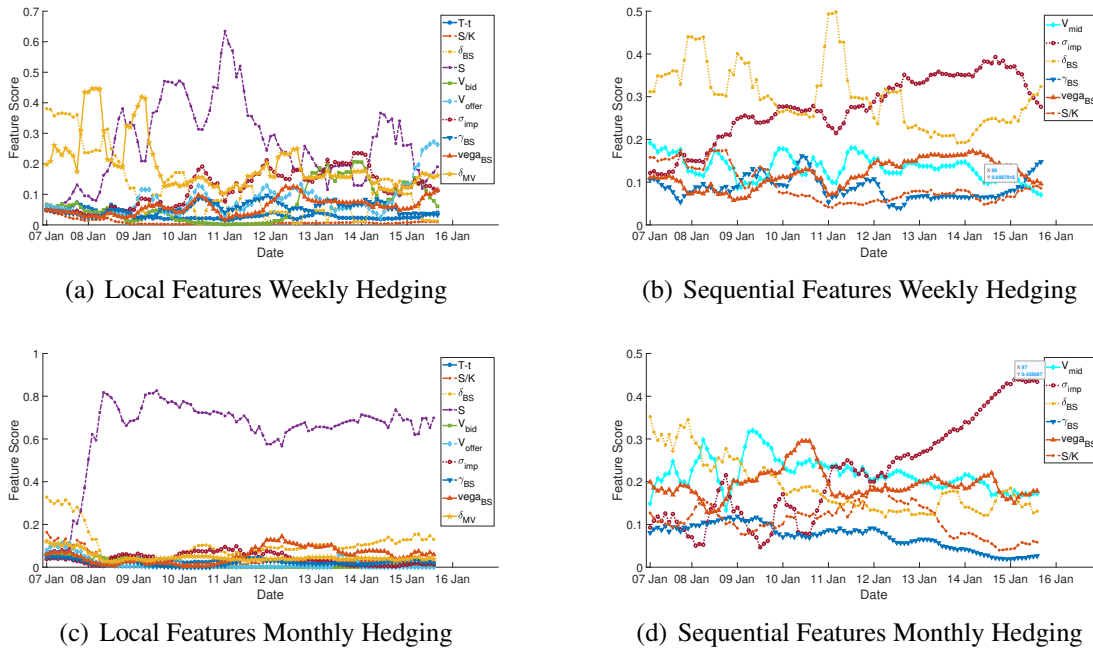 0.7
0.6
0.5
0.4
0.3
0.2
0.1
0
Feature Score
07 Jan 08 Jan 09 Jan 10 Jan 11 Jan 12 Jan 13 Jan 14 Jan 15 Jan 16 Jan
Date
T-t
S/K
δBS
S
Vbid
Voffer
σimp
γBS
vegaBS
δMV
(a) Local Features Weekly Hedging
0.5
0.4
0.3
0.2
0.1
0
Feature Score
07 Jan 08 Jan 09 Jan 10 Jan 11 Jan 12 Jan 13 Jan 14 Jan 15 Jan 16 Jan
Date
Vmid
σimp
δBS
γBS
vegaBS
S/K
X 89
(b) Sequential Features Weekly Hedging
1
0.8
0.6
0.4
0.2
0
Feature Score
07 Jan 08 Jan 09 Jan 10 Jan 11 Jan 12 Jan 13 Jan 14 Jan 15 Jan 16 Jan
Date
T-t
S/K
δBS
S
Vbid
Voffer
σimp
γBS
vegaBS
δMV
(c) Local Features Monthly Hedging
0.5
0.4
0.3
0.2
0.1
0
Feature Score
07 Jan 08 Jan 09 Jan 10 Jan 11 Jan 12 Jan 13 Jan 14 Jan 15 Jan 16 Jan
Date
Vmid
σimp
δBS
γBS
vegaBS
S/K
X 97
(d) Sequential Features Monthly Hedging